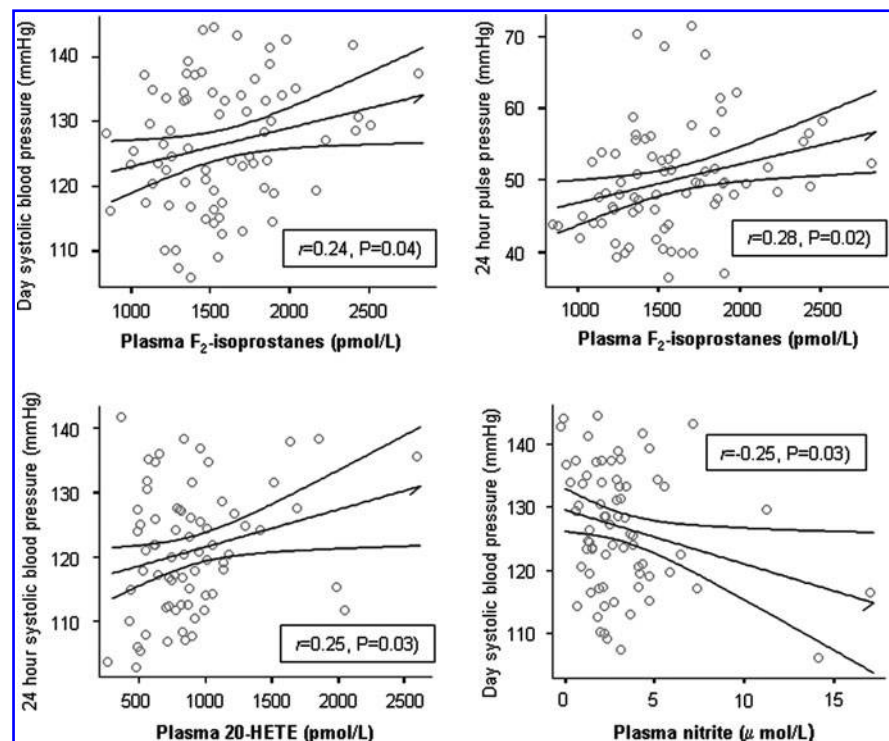 Day systolic blood pressure (mmHg)
140
130
120
110
r=0.24, P=0.04)
1000 1500 2000 2500
Plasma F₂-isoprostanes (pmol/L)
24 hour pulse pressure (mmHg)
70
60
50
40
r=0.28, P=0.02)
1000 1500 2000 2500
Plasma F₂-isoprostanes (pmol/L)
24 hour systolic blood pressure (mmHg)
140
130
120
110
r=0.25, P=0.03)
500 1000 1500 2000 2500
Plasma 20-HETE (pmol/L)
Day systolic blood pressure (mmHg)
140
130
120
110
r=-0.25, P=0.03)
0 5 10 15
Plasma nitrite (μ mol/L)